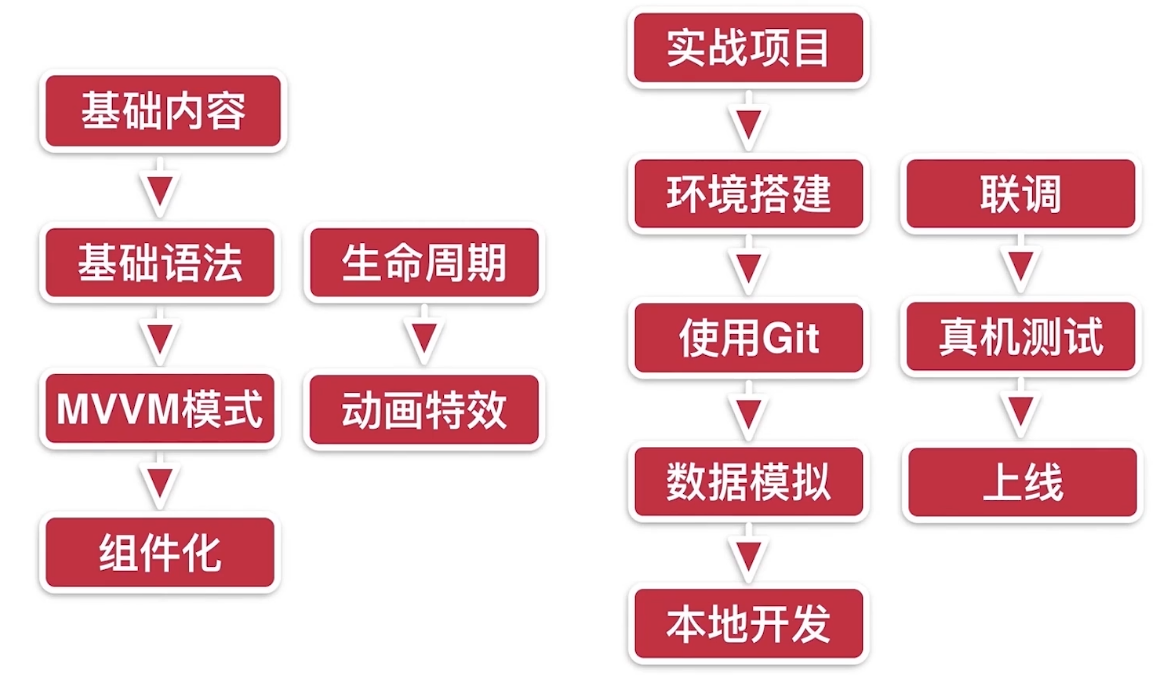 基础内容
基础语法
MVVM模式
组件化
生命周期
动画特效
实战项目
环境搭建
使用Git
数据模拟
本地开发
联调
真机测试
上线